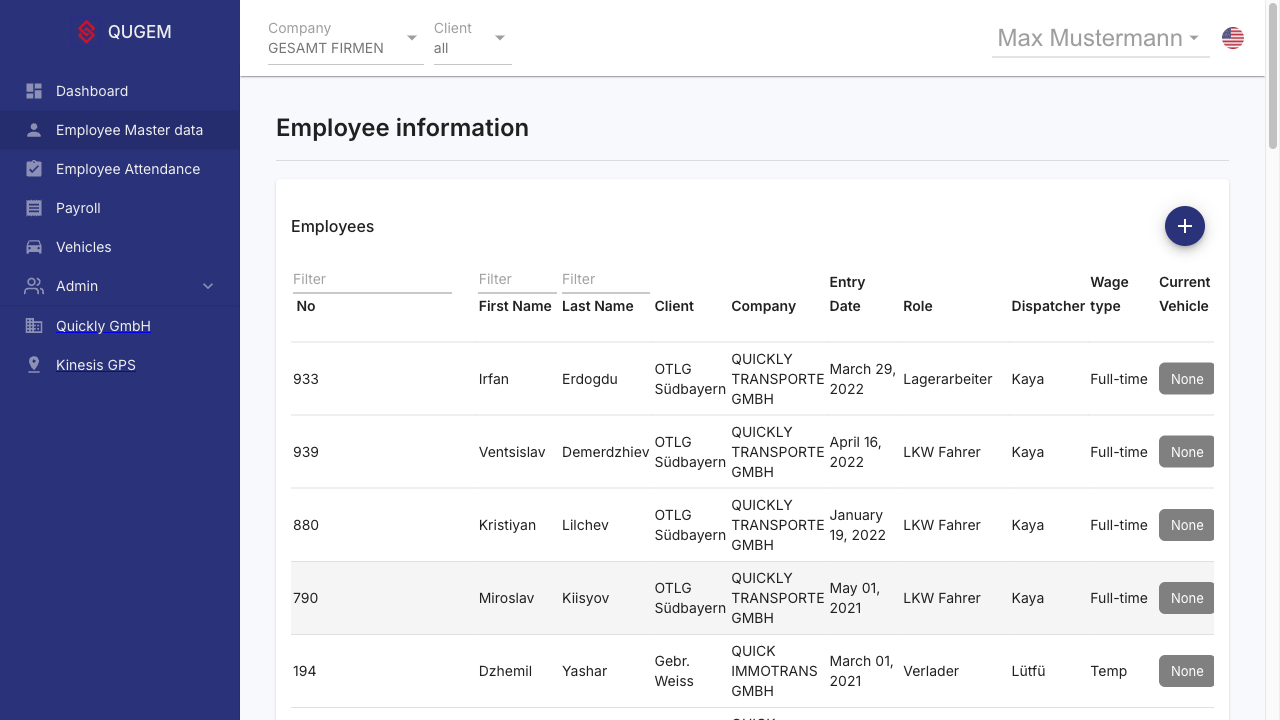 QUGEM
Dashboard
Employee Master data
Employee Attendance
Payroll
Vehicles
Admin
Quickly GmbH
Kinesis GPS
Company
GESAMT FIRMEN
Client
all
Max Mustermann
Employee information
Employees
Filter Filter Filter
No First Name Last Name Client Company Entry Date Role Dispatcher Wage type Current Vehicle
933 Irfan Erdogdu OTLG Südbayern QUICKLY TRANSPORTE GMBH March 29, 2022 Lagerarbeiter Kaya Full-time None
939 Ventsislav Demerdzhiev OTLG Südbayern QUICKLY TRANSPORTE GMBH April 16, 2022 LKW Fahrer Kaya Full-time None
880 Kristiyan Lilchev OTLG Südbayern QUICKLY TRANSPORTE GMBH January 19, 2022 LKW Fahrer Kaya Full-time None
790 Miroslav Kiisyov OTLG Südbayern QUICKLY TRANSPORTE GMBH May 01, 2021 LKW Fahrer Kaya Full-time None
194 Dzhemil Yashar Gebr. Weiss QUICK IMMOTRANS GMBH March 01, 2021 Verlader Lütfü Temp None